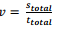 v = s_total / t_total